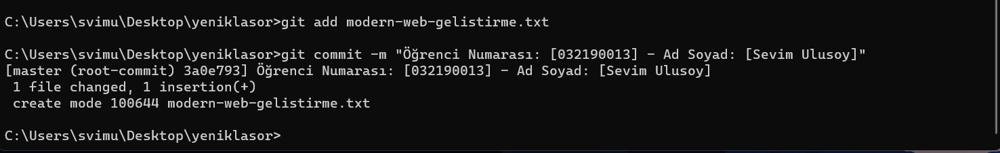 C:\Users\svimu\Desktop\yeniklasor>git add modern-web-gelistirme.txt
C:\Users\svimu\Desktop\yeniklasor>git commit -m "Öğrenci Numarası: [032190013] - Ad Soyad: [Sevim Ulusoy]"
[master (root-commit) 3a0e793] Öğrenci Numarası: [032190013] - Ad Soyad: [Sevim Ulusoy]
 1 file changed, 1 insertion(+)
 create mode 100644 modern-web-gelistirme.txt
C:\Users\svimu\Desktop\yeniklasor>